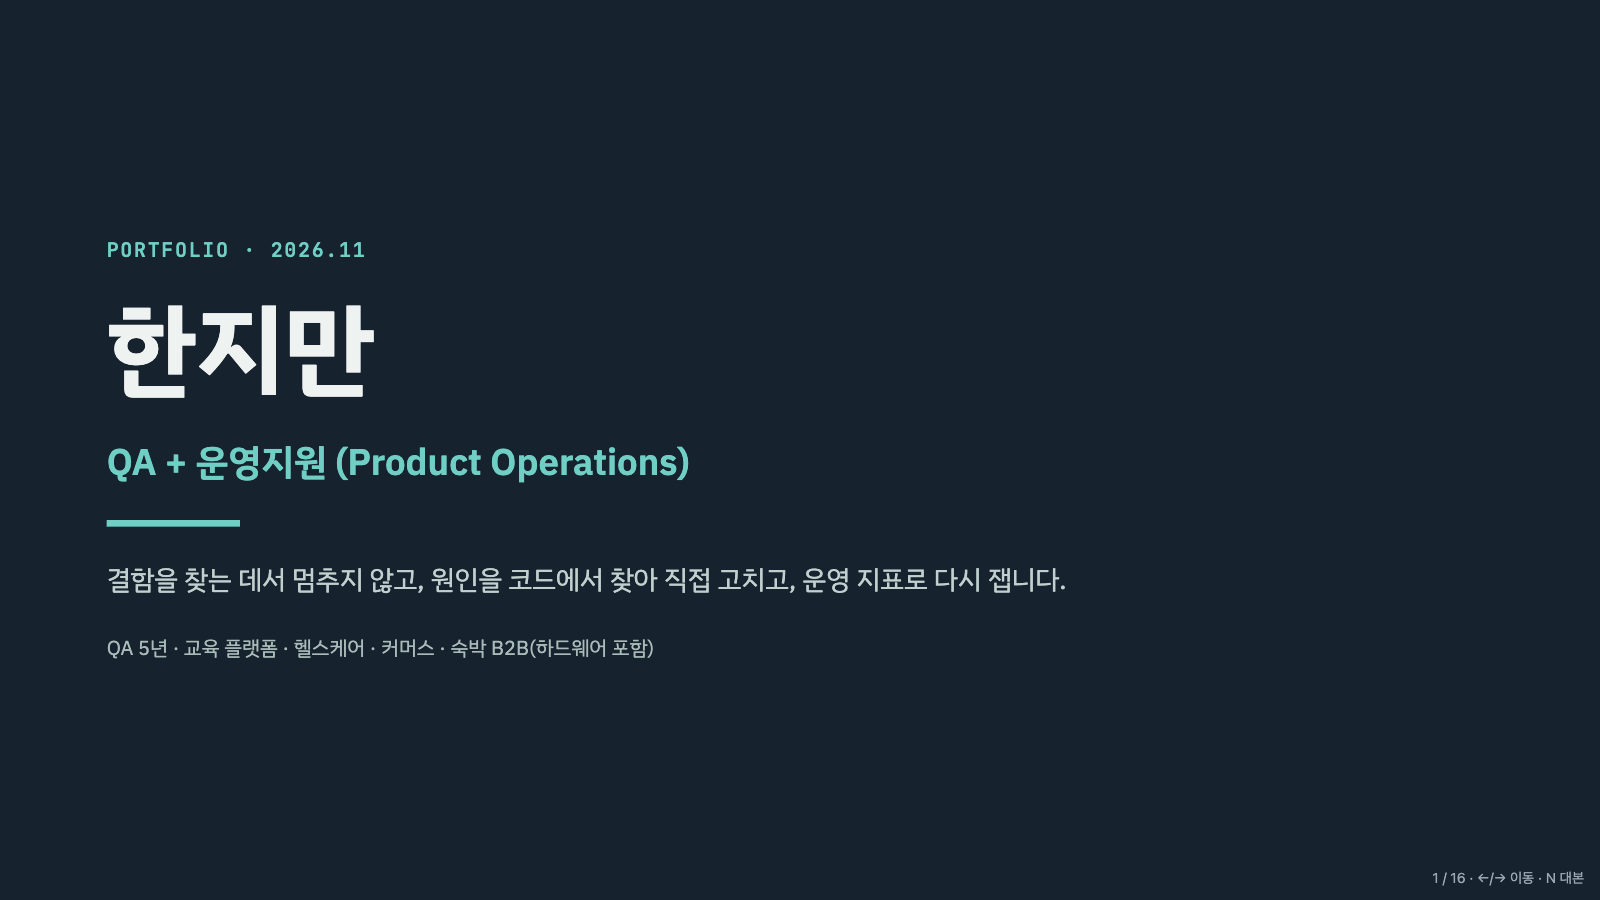 PORTFOLIO · 2026.11
한지만
QA + 운영지원 (Product Operations)
결함을 찾는 데서 멈추지 않고, 원인을 코드에서 찾아 직접 고치고, 운영 지표로 다시 잽니다.
QA 5년 · 교육 플랫폼 · 헬스케어 · 커머스 · 숙박 B2B(하드웨어 포함)
1 / 16 · ←/→ 이동 · N 대본